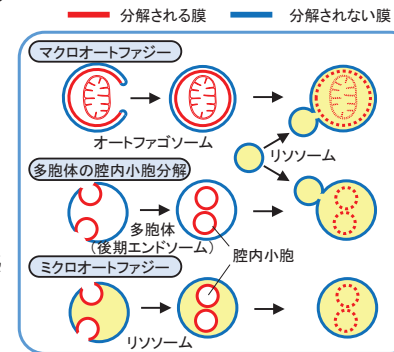 分解される膜
分解されない膜
マクロオートファジー
オートファゴソーム
リソソーム
多胞体の腔内小胞分解
多胞体
(後期エンドソーム)
腔内小胞
ミクロオートファジー
リソソーム